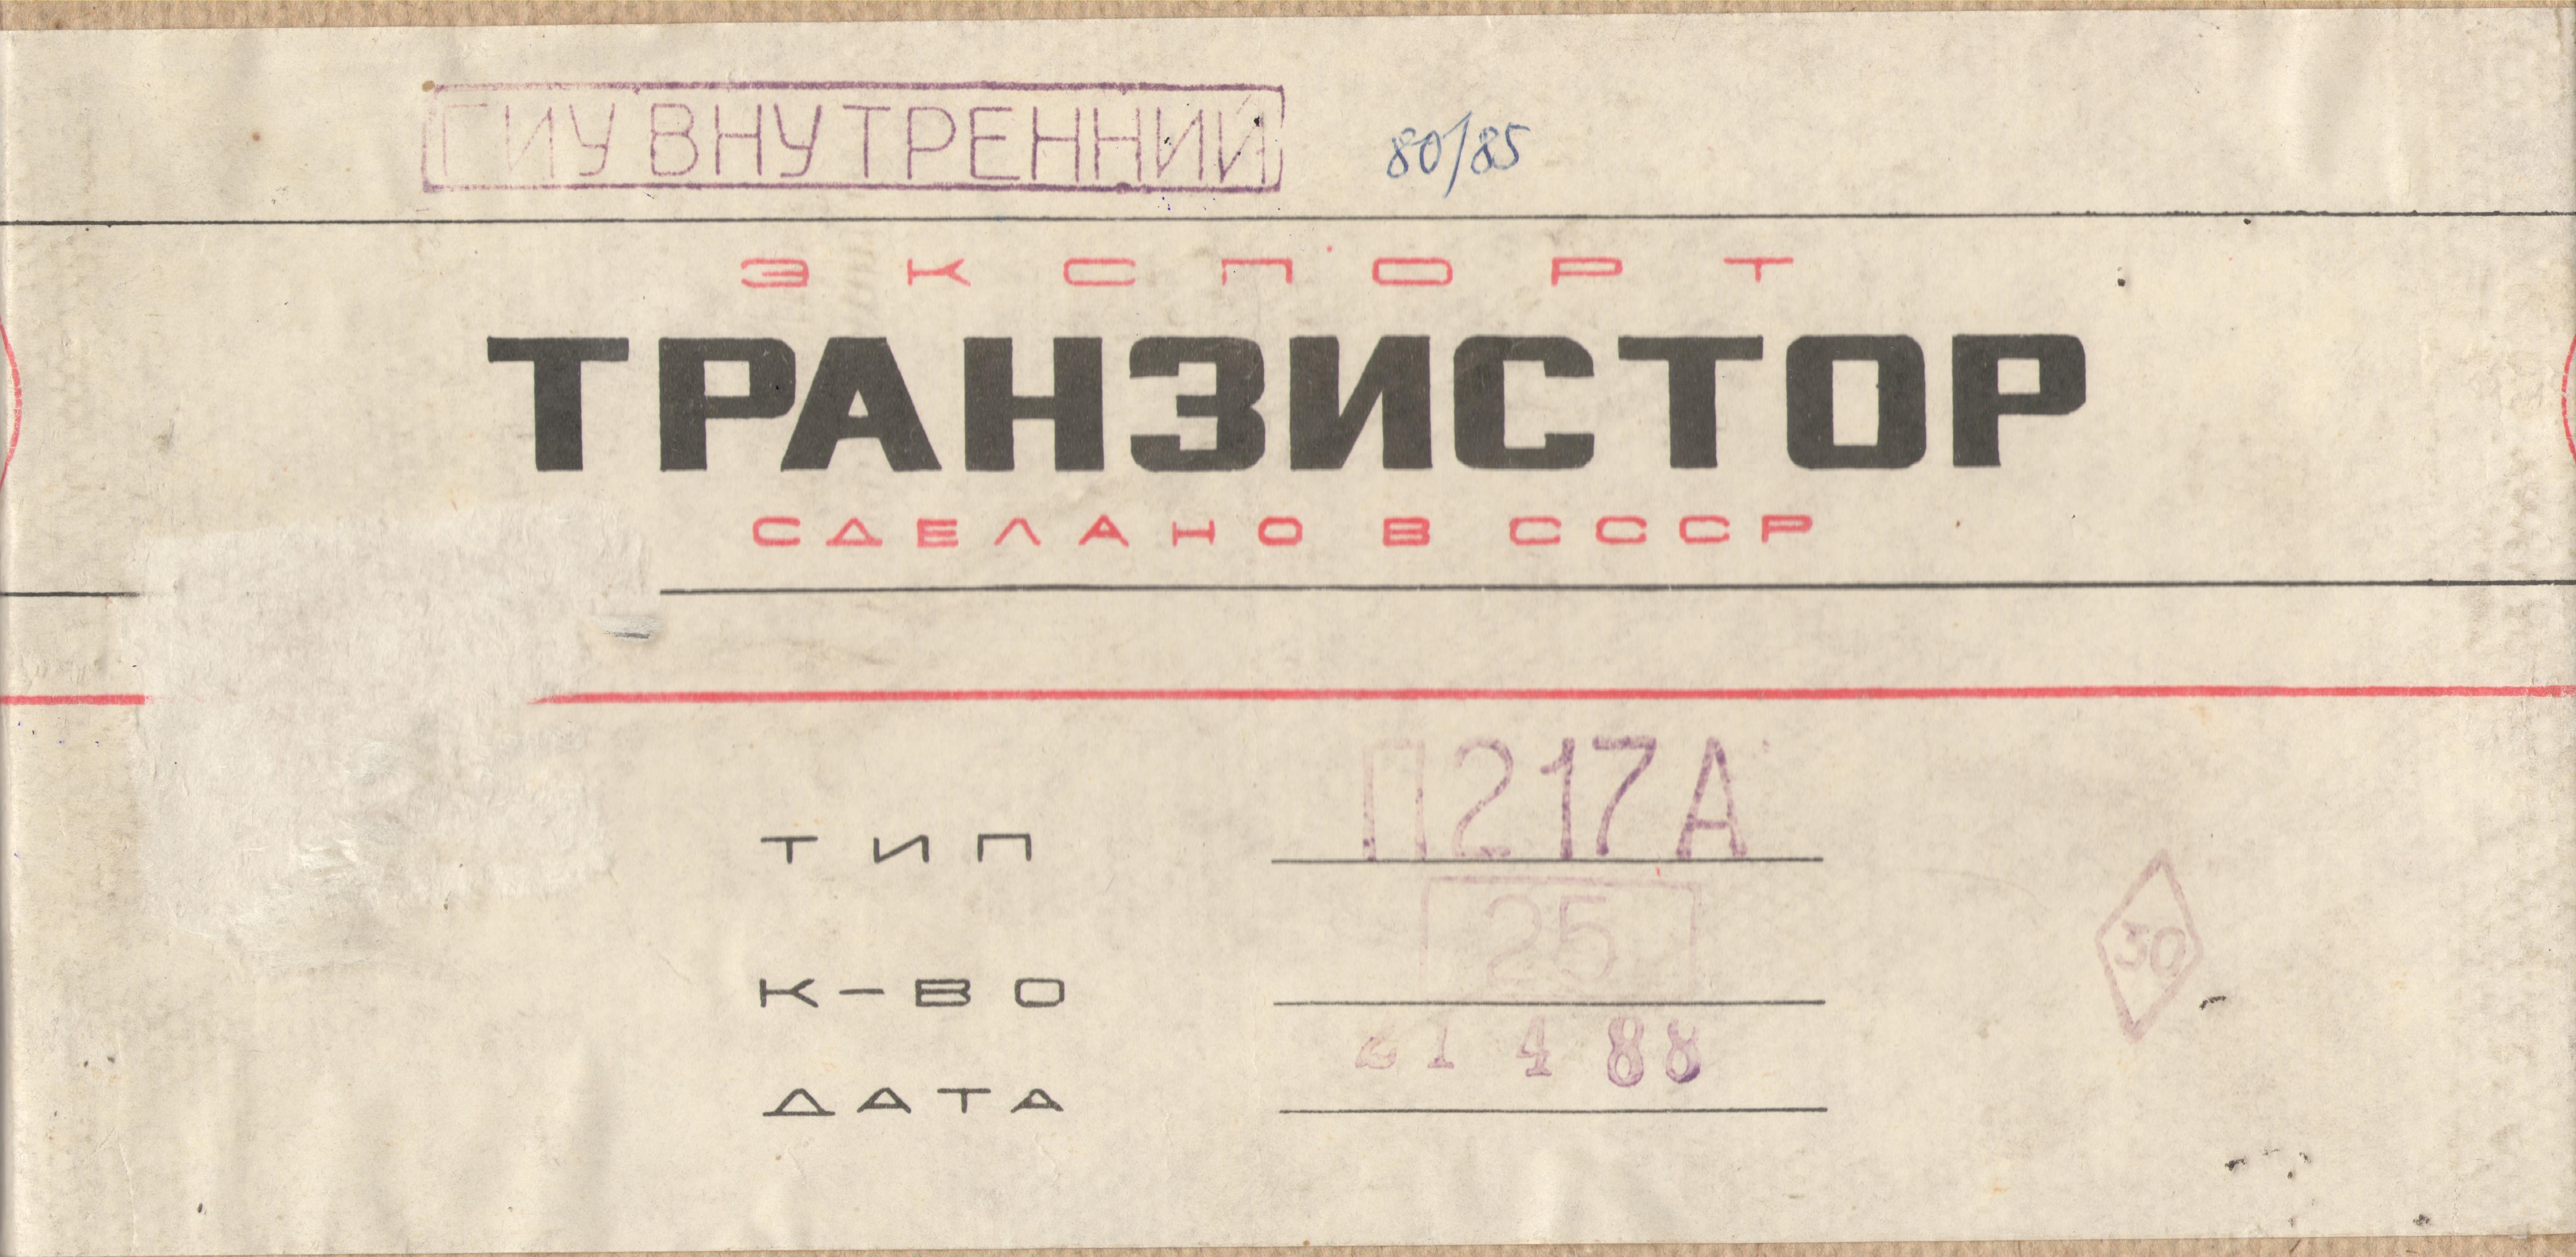 ГИУ ВНУТРЕННИЙ 80/85
ЭКСПОРТ
ТРАНЗИСТОР
СДЕЛАНО В СССР
ТИП П217А
К-ВО 25
30
ДАТА 21 4 88